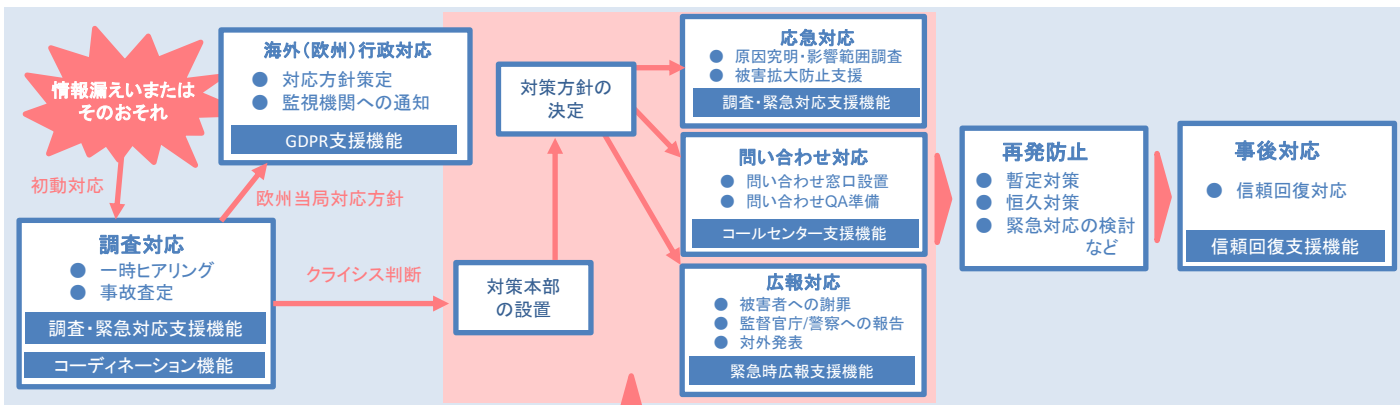 情報漏えいまたは
そのおそれ
初動対応
海外（欧州）行政対応
● 対応方針策定
● 監視機関への通知
GDPR支援機能
欧州当局対応方針
調査対応
● 一時ヒアリング
● 事故査定
調査・緊急対応支援機能
コーディネーション機能
クライシス判断
対策本部
の設置
対策方針の
決定
応急対応
● 原因究明・影響範囲調査
● 被害拡大防止支援
調査・緊急対応支援機能
問い合わせ対応
● 問い合わせ窓口設置
● 問い合わせQA準備
コールセンター支援機能
広報対応
● 被害者への謝罪
● 監督官庁/警察への報告
● 対外発表
緊急時広報支援機能
再発防止
● 暫定対策
● 恒久対策
● 緊急対応の検討
など
事後対応
● 信頼回復対応
信頼回復支援機能